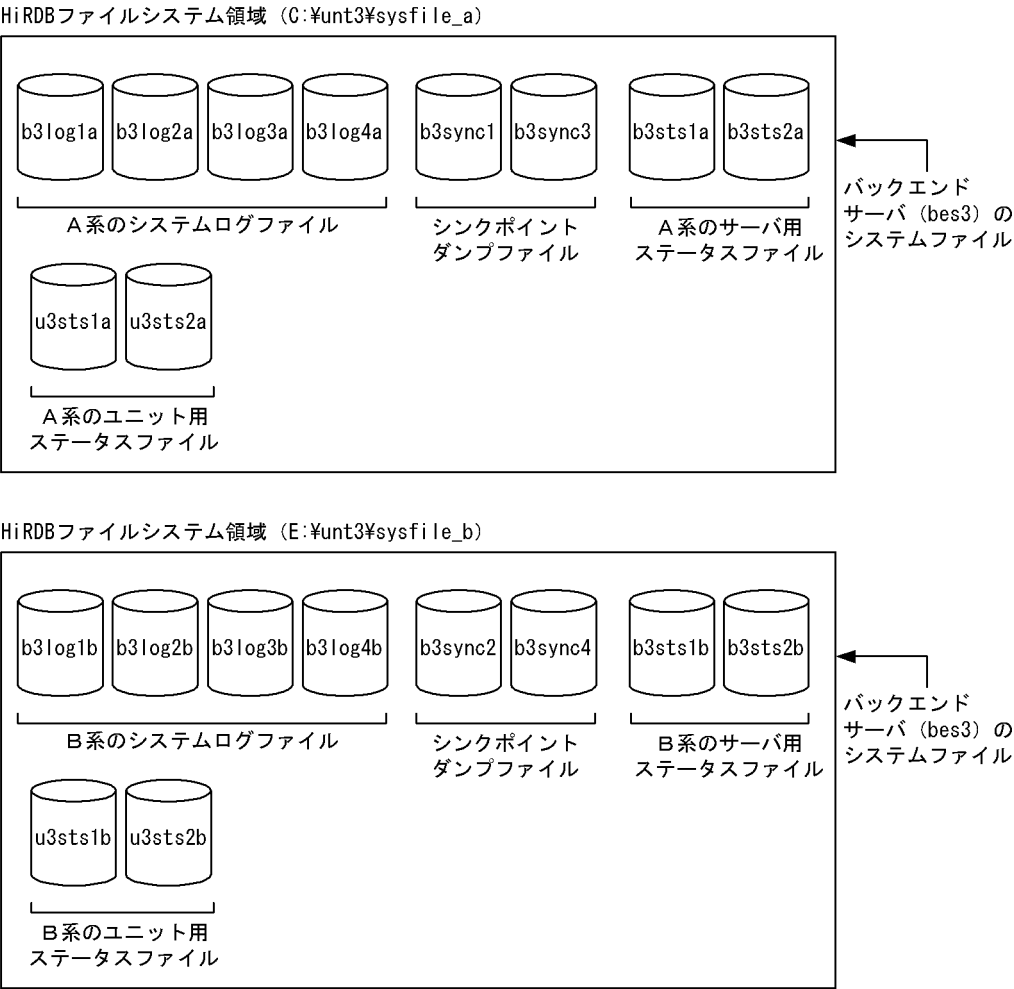 HiRDBファイルシステム領域（C:¥unt3¥sysfile_a）
b3log1a b3log2a b3log3a b3log4a b3sync1 b3sync3 b3sts1a b3sts2a
バックエンド
サーバ（bes3）の
システムファイル
A系のシステムログファイル
シンクポイント
ダンプファイル
A系のサーバ用
ステータスファイル
u3sts1a u3sts2a
A系のユニット用
ステータスファイル
HiRDBファイルシステム領域（E:¥unt3¥sysfile_b）
b3log1b b3log2b b3log3b b3log4b b3sync2 b3sync4 b3sts1b b3sts2b
バックエンド
サーバ（bes3）の
システムファイル
B系のシステムログファイル
シンクポイント
ダンプファイル
B系のサーバ用
ステータスファイル
u3sts1b u3sts2b
B系のユニット用
ステータスファイル